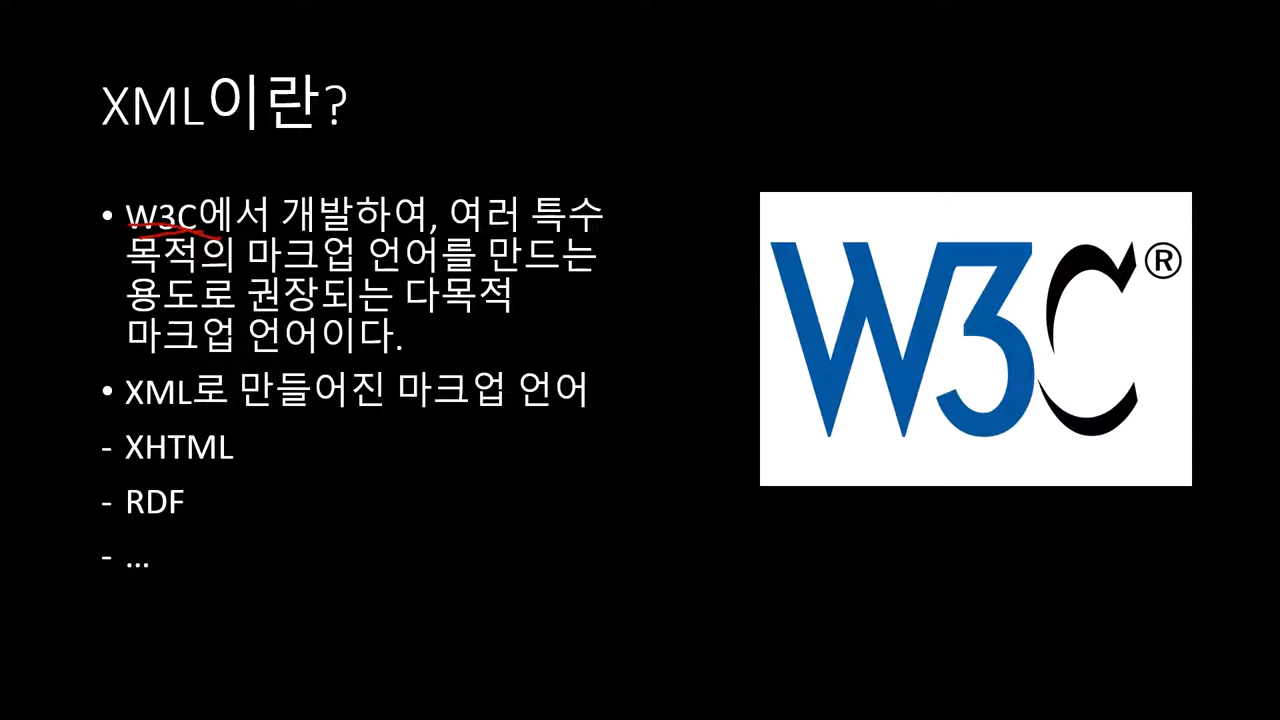 XML이란?
• W3C에서 개발하여, 여러 특수
목적의 마크업 언어를 만드는
용도로 권장되는 다목적
마크업 언어이다.
• XML로 만들어진 마크업 언어
- XHTML
- RDF
- ...
W3C®